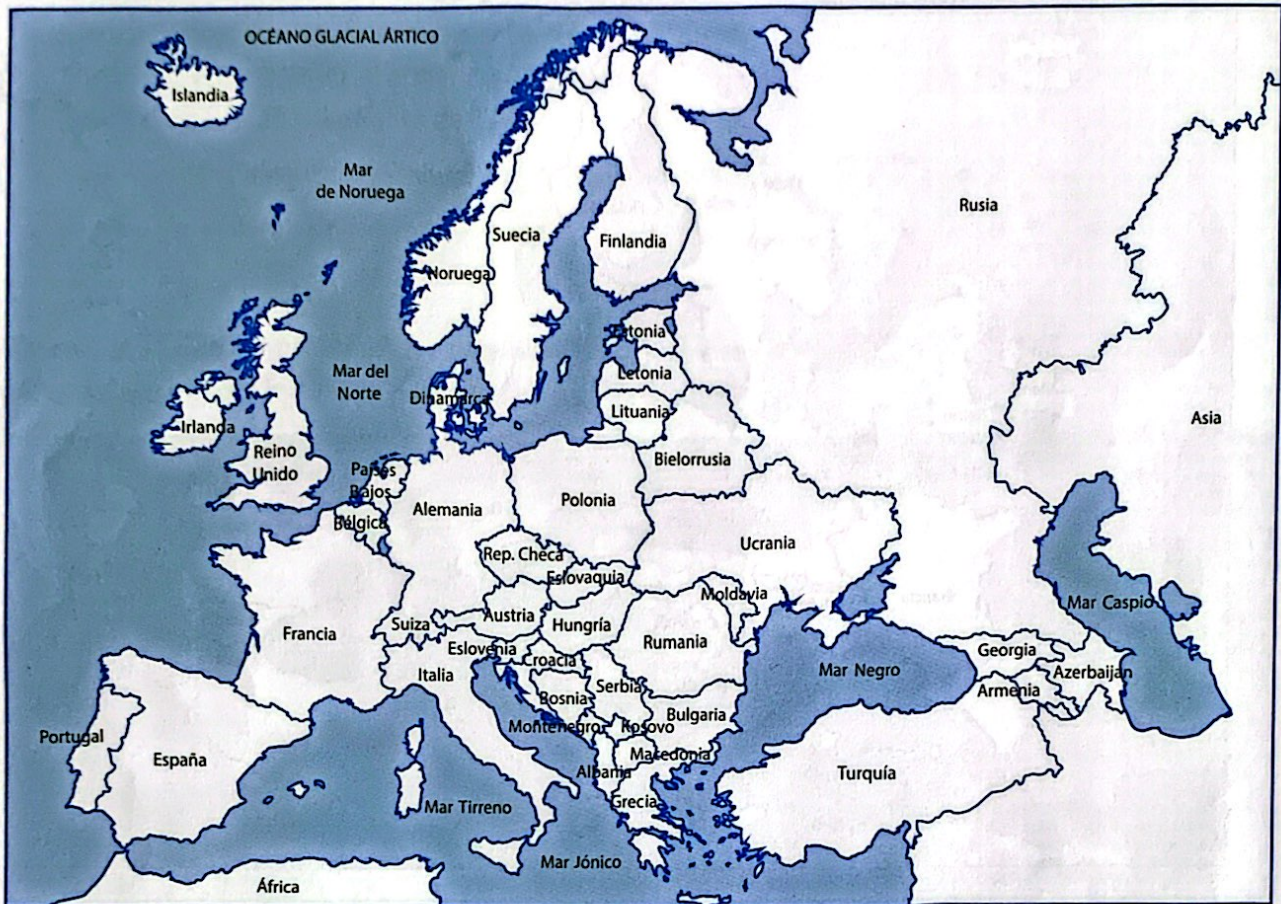 OCÉANO GLACIAL ÁRTICO
Islandia
Mar
de Noruega
Rusia
Suecia
Finlandia
Noruega
Estonia
Mar del
Norte
Letonia
Dinamarca
Lituania
Asia
Irlanda
Reino
Unido
Bielorrusia
Países
Bajos
Polonia
Alemania
Bélgica
Ucrania
Rep. Checa
Eslovaquia
Moldavia
Mar Caspio
Austria
Suiza
Hungría
Francia
Rumania
Eslovenia
Georgia
Croacia
Italia
Mar Negro
Azerbaiján
Serbia
Armenia
Bosnia
Bulgaria
Montenegro
Kosovo
Portugal
España
Macedonia
Albania
Turquía
Grecia
Mar Tirreno
Mar Jónico
África